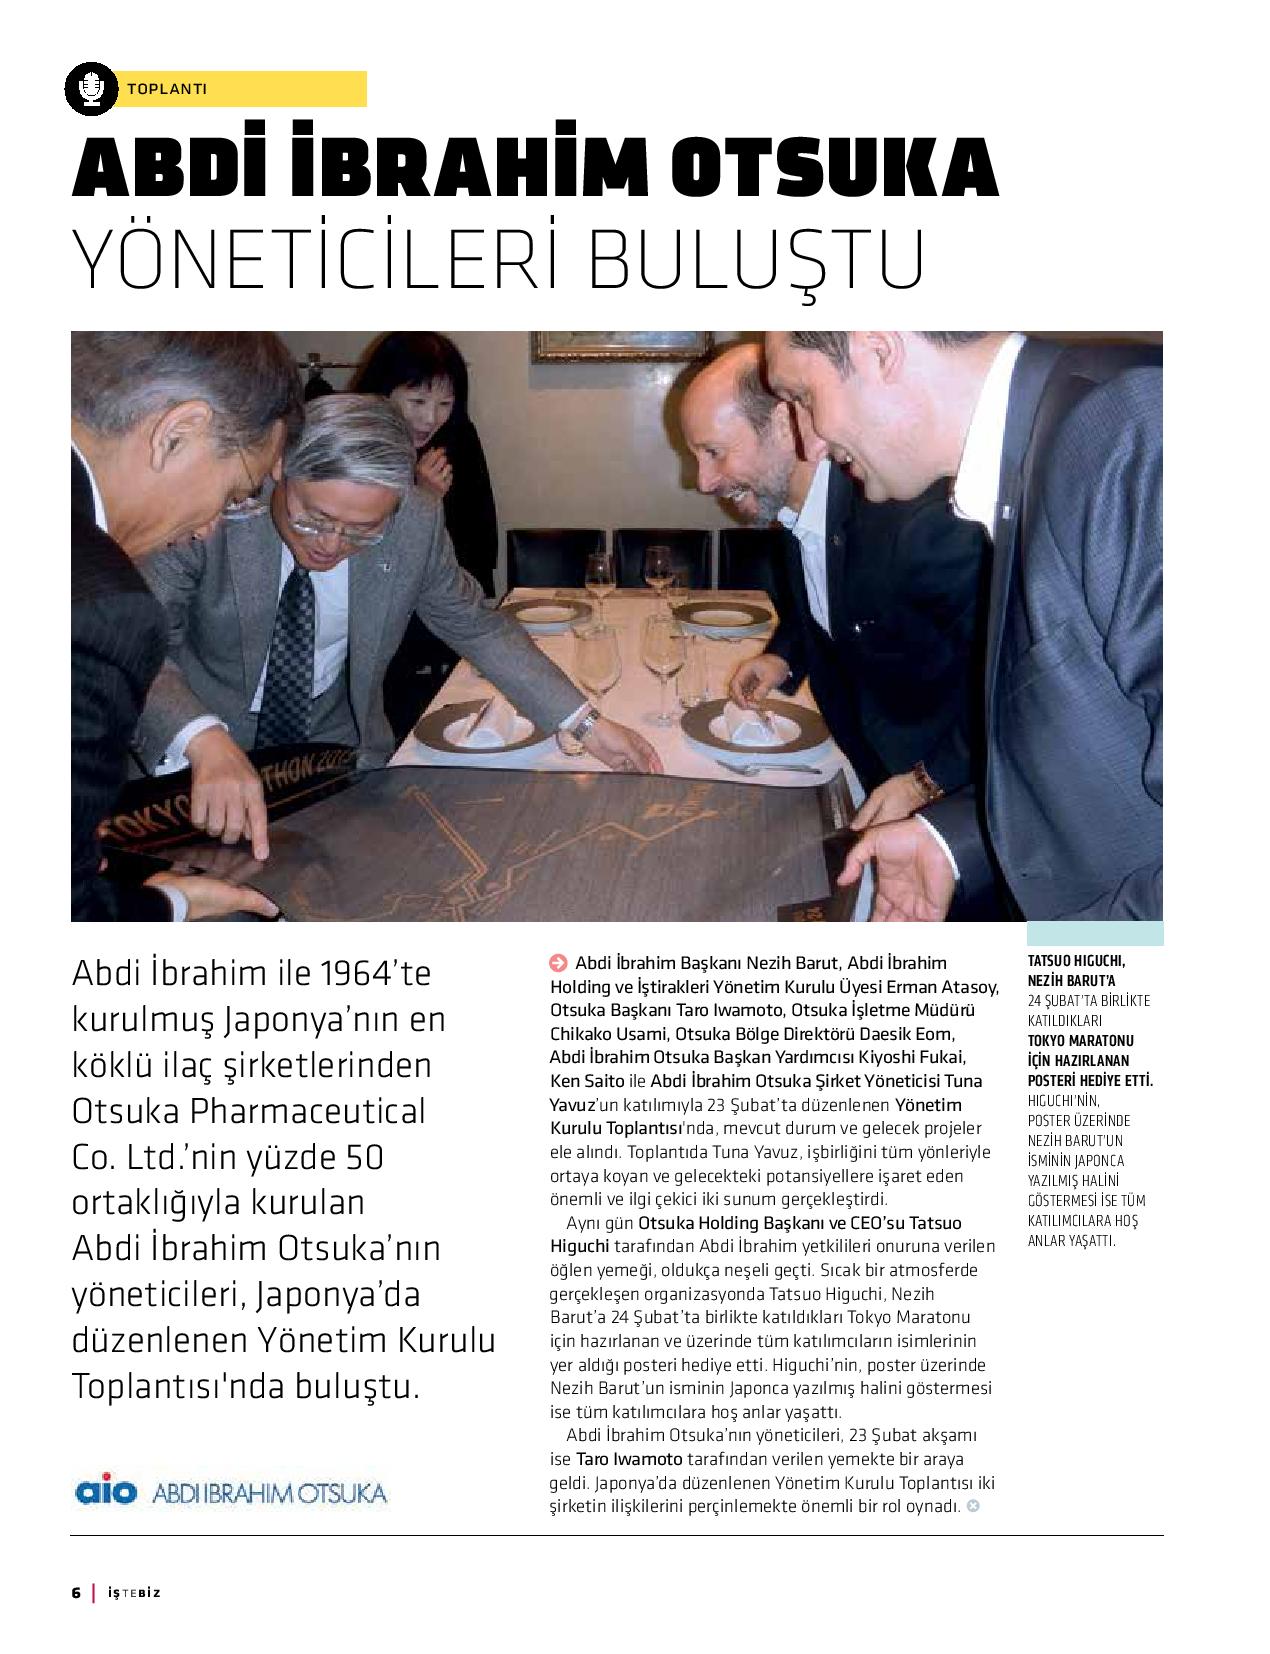 TOPLANTI
ABDİ İBRAHİM OTSUKA
YÖNETİCİLERİ BULUŞTU
TOKYO MARATHON 2013
Abdi İbrahim ile 1964’te
kurulmuş Japonya’nın en
köklü ilaç şirketlerinden
Otsuka Pharmaceutical
Co. Ltd.’nin yüzde 50
ortaklığıyla kurulan
Abdi İbrahim Otsuka’nın
yöneticileri, Japonya’da
düzenlenen Yönetim Kurulu
Toplantısı'nda buluştu.
aio ABDI IBRAHIM OTSUKA
Abdi İbrahim Başkanı Nezih Barut, Abdi İbrahim
Holding ve İştirakleri Yönetim Kurulu Üyesi Erman Atasoy,
Otsuka Başkanı Taro Iwamoto, Otsuka İşletme Müdürü
Chikako Usami, Otsuka Bölge Direktörü Daesik Eom,
Abdi İbrahim Otsuka Başkan Yardımcısı Kiyoshi Fukai,
Ken Saito ile Abdi İbrahim Otsuka Şirket Yöneticisi Tuna
Yavuz’un katılımıyla 23 Şubat’ta düzenlenen Yönetim
Kurulu Toplantısı'nda, mevcut durum ve gelecek projeler
ele alındı. Toplantıda Tuna Yavuz, işbirliğini tüm yönleriyle
ortaya koyan ve gelecekteki potansiyellere işaret eden
önemli ve ilgi çekici iki sunum gerçekleştirdi.
Aynı gün Otsuka Holding Başkanı ve CEO’su Tatsuo
Higuchi tarafından Abdi İbrahim yetkilileri onuruna verilen
öğlen yemeği, oldukça neşeli geçti. Sıcak bir atmosferde
gerçekleşen organizasyonda Tatsuo Higuchi, Nezih
Barut’a 24 Şubat’ta birlikte katıldıkları Tokyo Maratonu
için hazırlanan ve üzerinde tüm katılımcıların isimlerinin
yer aldığı posteri hediye etti. Higuchi’nin, poster üzerinde
Nezih Barut’un isminin Japonca yazılmış halini göstermesi
ise tüm katılımcılara hoş anlar yaşattı.
Abdi İbrahim Otsuka’nın yöneticileri, 23 Şubat akşamı
ise Taro Iwamoto tarafından verilen yemekte bir araya
geldi. Japonya’da düzenlenen Yönetim Kurulu Toplantısı iki
şirketin ilişkilerini perçinlemekte önemli bir rol oynadı.
TATSUO HIGUCHI,
NEZİH BARUT’A
24 ŞUBAT’TA BİRLİKTE
KATILDIKLARI
TOKYO MARATONU
İÇİN HAZIRLANAN
POSTERİ HEDİYE ETTİ.
HIGUCHI’NİN,
POSTER ÜZERİNDE
NEZİH BARUT’UN
İSMİNİN JAPONCA
YAZILMIŞ HALİNİ
GÖSTERMESİ İSE TÜM
KATILIMCILARA HOŞ
ANLAR YAŞATTI.
6 | İŞTEBİZ